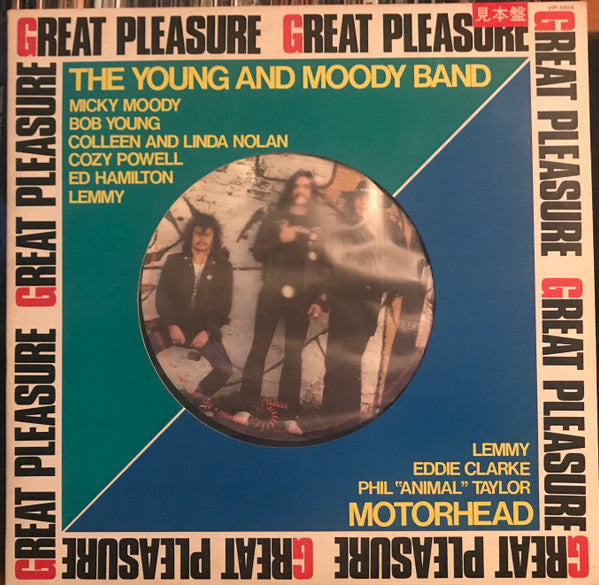 GREAT PLEASURE GREAT PLEASURE
見本盤
VIP-5914
GREAT PLEASURE GREAT PLEASURE
GREAT PLEASURE GREAT PLEASURE
THE YOUNG AND MOODY BAND
MICKY MOODY
BOB YOUNG
COLLEEN AND LINDA NOLAN
COZY POWELL
ED HAMILTON
LEMMY
LEMMY
EDDIE CLARKE
PHIL "ANIMAL" TAYLOR
MOTORHEAD
GREAT PLEASURE GREAT PLEASURE